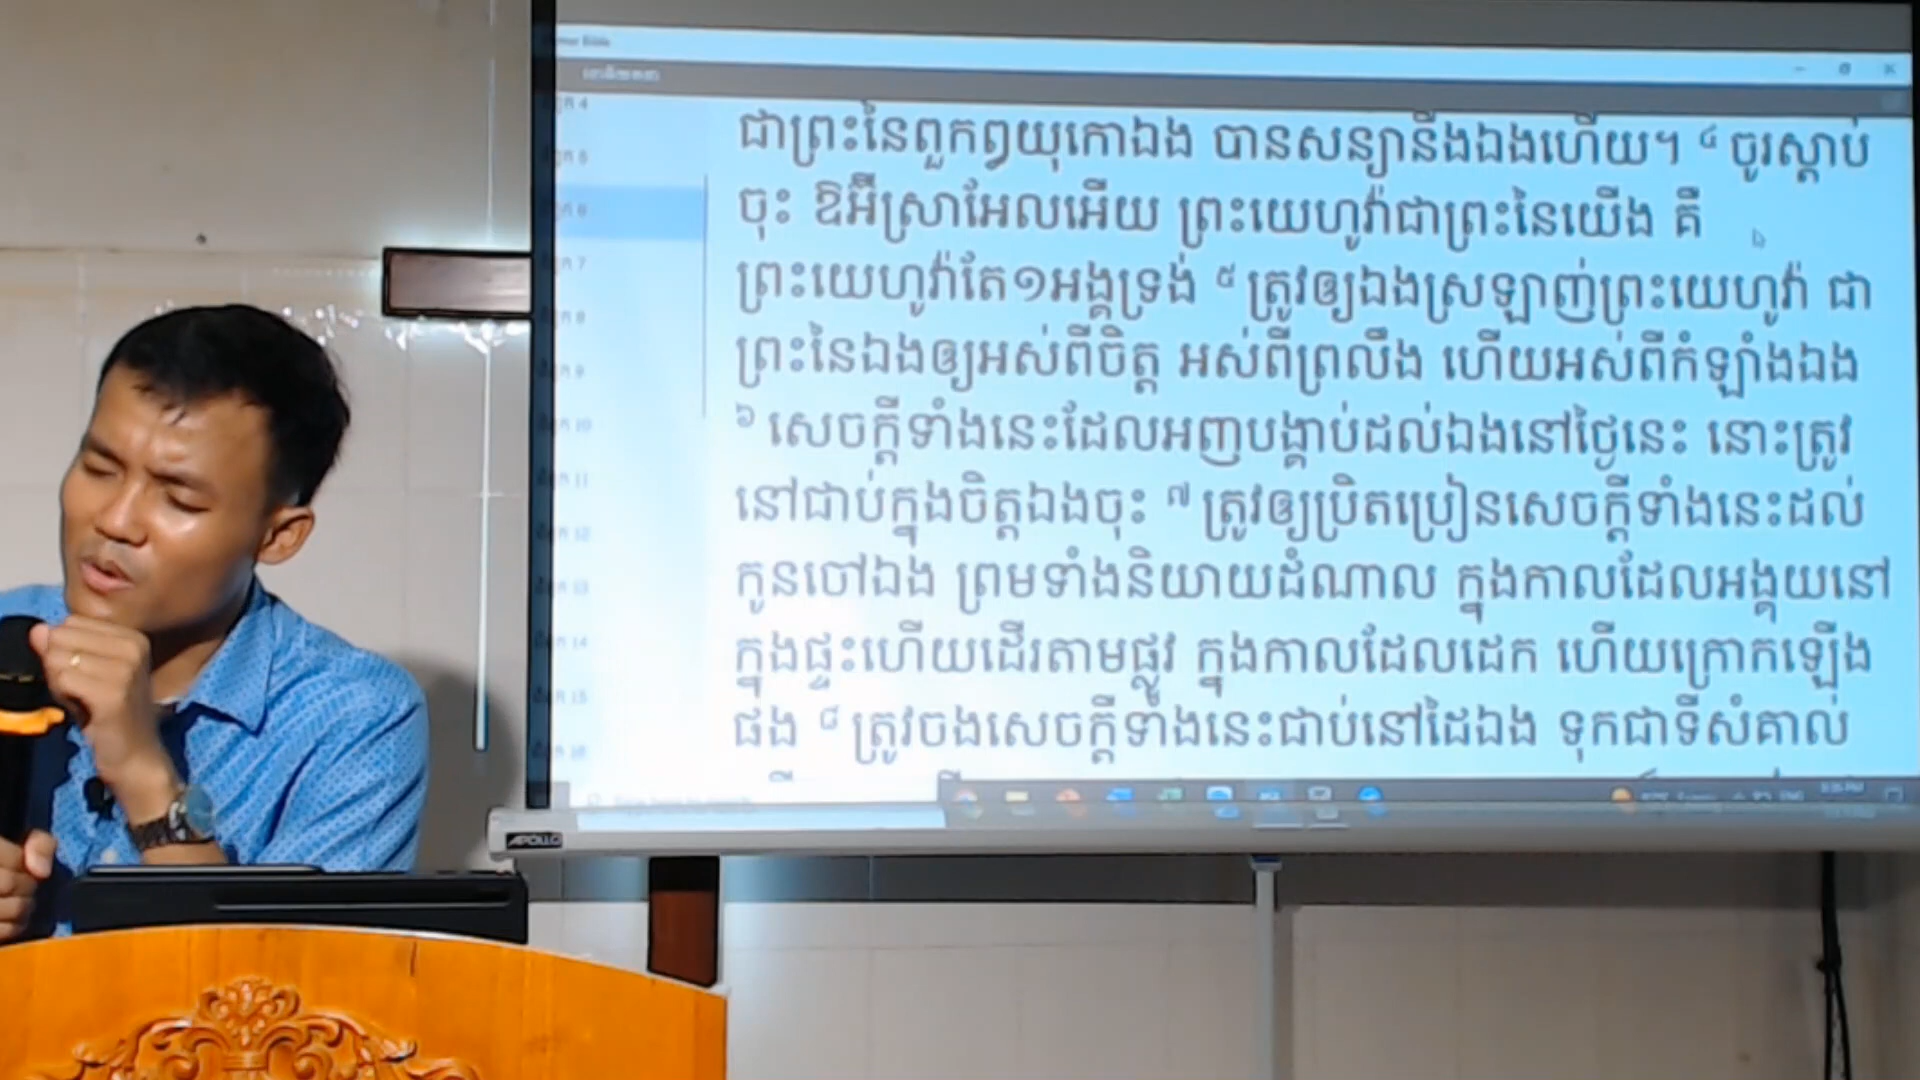 ជាព្រះនៃពួកឰយុកោឯង បានសន្យានឹងឯងហើយ។ ៤ ចូរស្តាប់
ចុះ ឱអ៊ីស្រាអែលអើយ ព្រះយេហូវ៉ាជាព្រះនៃយើង គឺ
ព្រះយេហូវ៉ាតែ១អង្គទ្រង់ ៥ ត្រូវឲ្យឯងស្រឡាញ់ព្រះយេហូវ៉ា ជា
ព្រះនៃឯងឲ្យអស់ពីចិត្ត អស់ពីព្រលឹង ហើយអស់ពីកំឡាំងឯង
៦ សេចក្តីទាំងនេះដែលអញបង្គាប់ដល់ឯងនៅថ្ងៃនេះ នោះត្រូវ
នៅជាប់ក្នុងចិត្តឯងចុះ ៧ ត្រូវឲ្យប្រិតប្រៀនសេចក្តីទាំងនេះដល់
កូនចៅឯង ព្រមទាំងនិយាយដំណាល ក្នុងកាលដែលអង្គុយនៅ
ក្នុងផ្ទះហើយដើរតាមផ្លូវ ក្នុងកាលដែលដេក ហើយក្រោកឡើង
ផង ៨ ត្រូវចងសេចក្តីទាំងនេះជាប់នៅដៃឯង ទុកជាទីសំគាល់
APOLLO